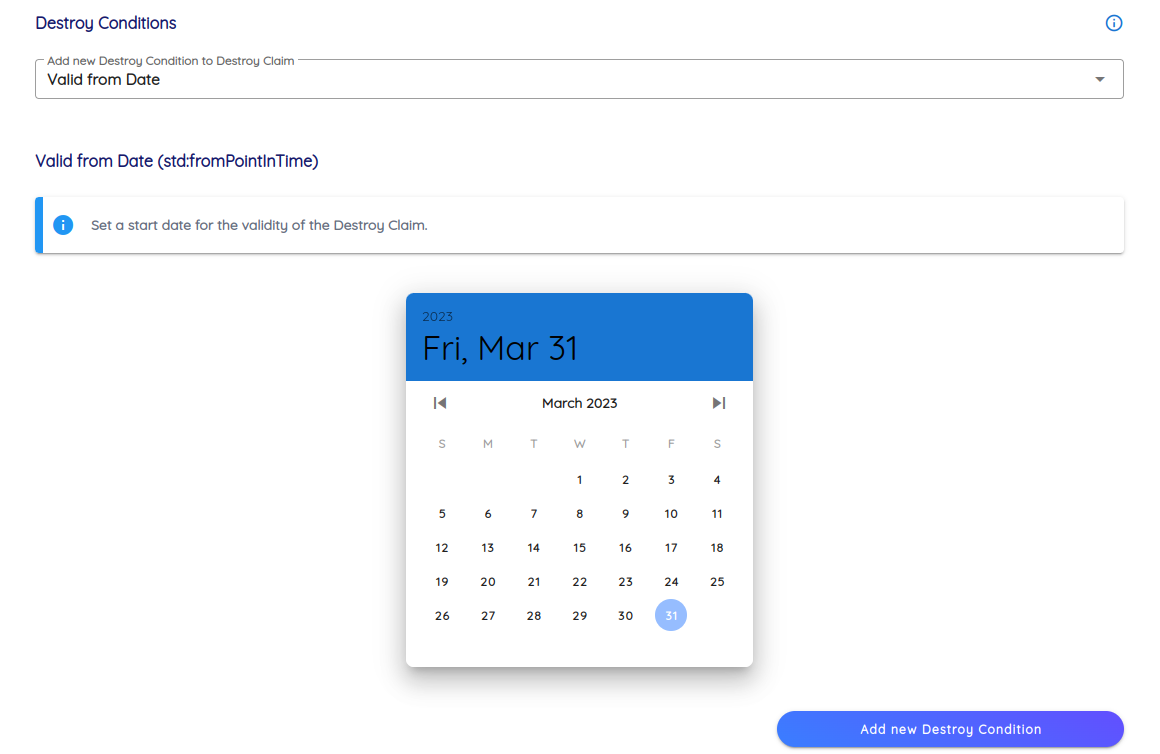 Destroy Conditions
Add new Destroy Condition to Destroy Claim
Valid from Date
Valid from Date (std:fromPointInTime)
Set a start date for the validity of the Destroy Claim.
2023
Fri, Mar 31
March 2023
S M T W T F S
1 2 3 4
5 6 7 8 9 10 11
12 13 14 15 16 17 18
19 20 21 22 23 24 25
26 27 28 29 30 31
Add new Destroy Condition